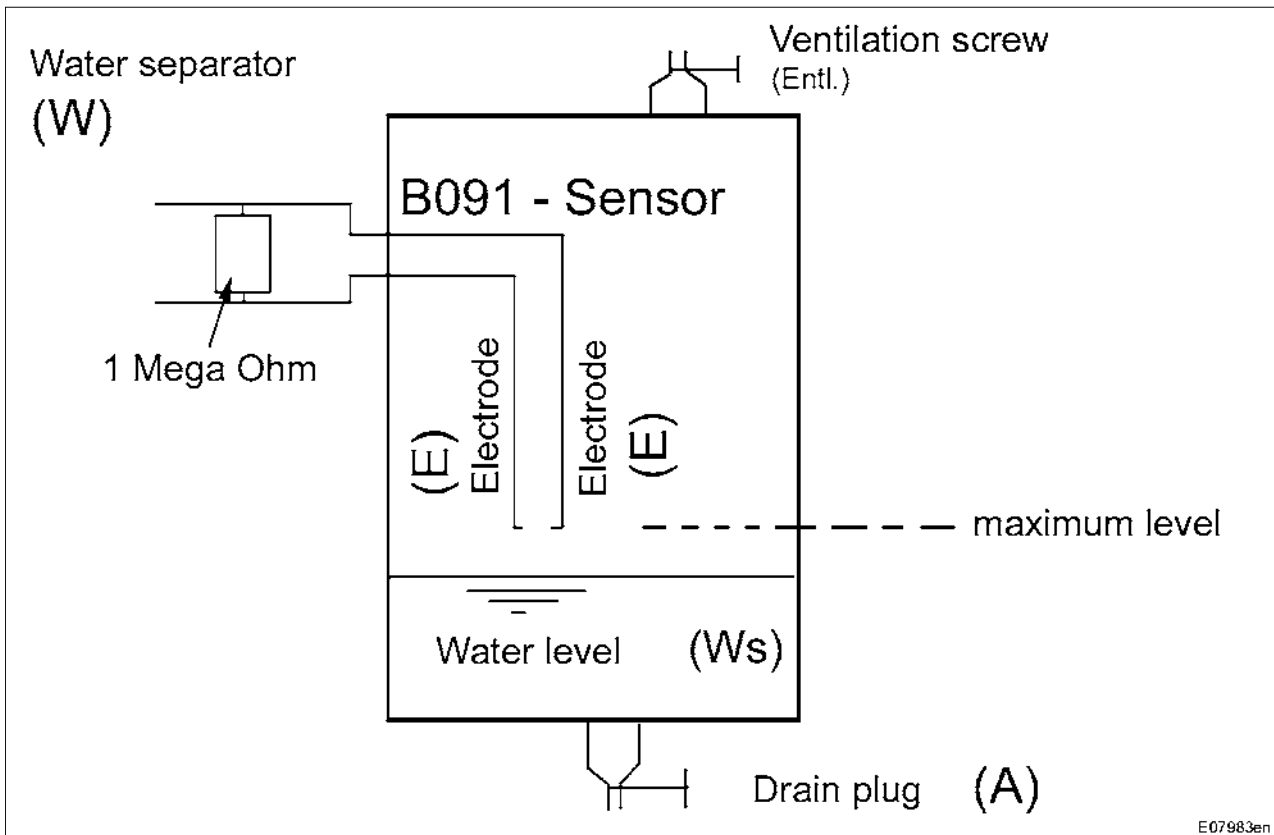 Water separator
(W)
Ventilation screw
(Entl.)
B091 - Sensor
1 Mega Ohm
(E)
Electrode
Electrode
(E)
maximum level
Water level
(Ws)
Drain plug
(A)
E07983en